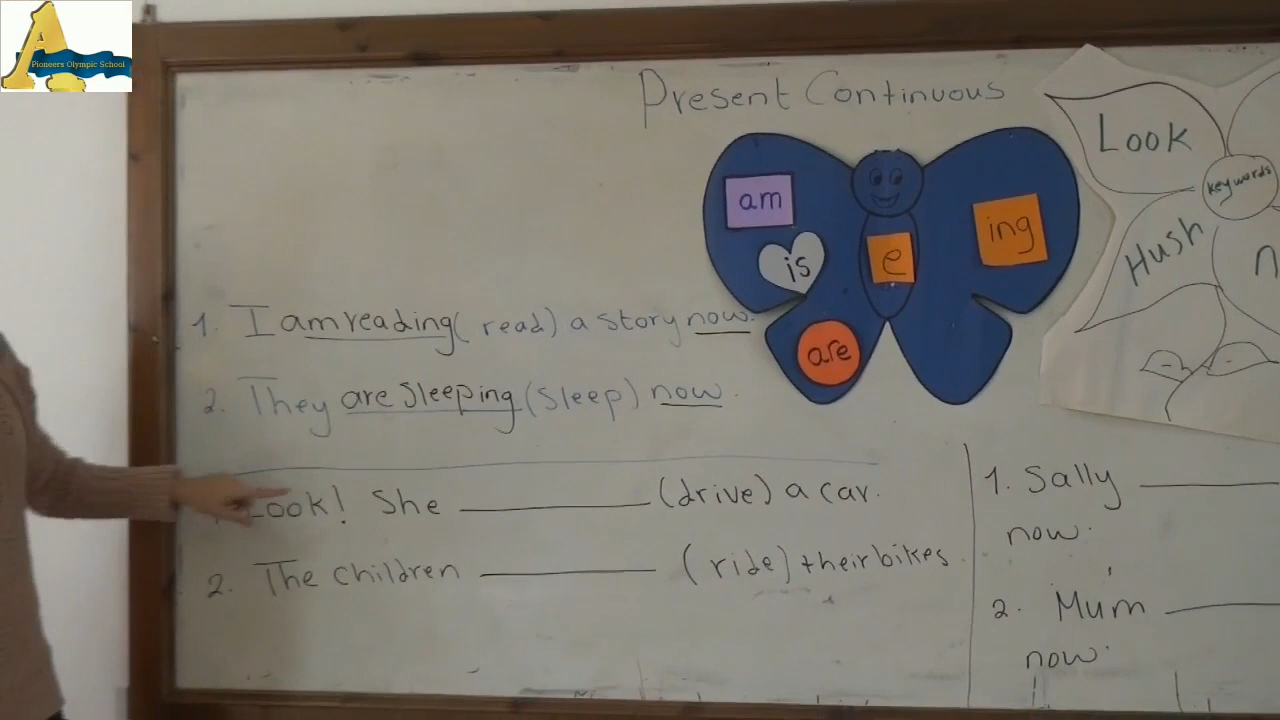 Pioneers Olympic School
Present Continuous
am
is
are
e
ing
Look
Key words
Hush
1. I am reading (read) a story now.
2. They are sleeping (sleep) now.
Look! She ________ (drive) a car.
2. The children ________ (ride) their bikes
1. Sally ________
now.
2. Mum ________
now.